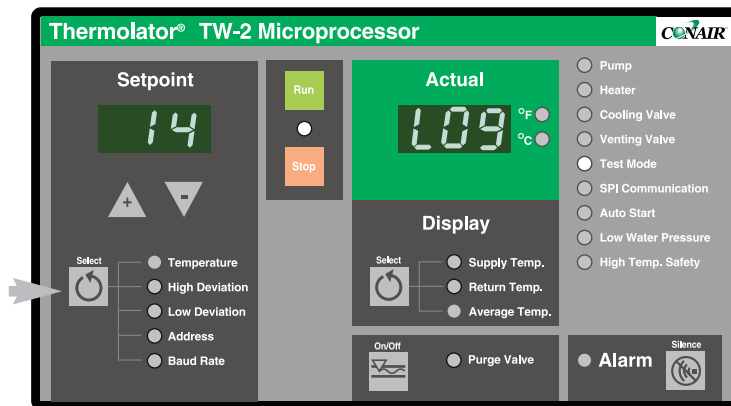 Thermolator® TW-2 Microprocessor
CONAIR
Setpoint
14
+
-
Select
Temperature
High Deviation
Low Deviation
Address
Baud Rate
Run
Stop
Actual
L09
°F
°C
Display
Select
Supply Temp.
Return Temp.
Average Temp.
On/Off
Purge Valve
Pump
Heater
Cooling Valve
Venting Valve
Test Mode
SPI Communication
Auto Start
Low Water Pressure
High Temp. Safety
Alarm
Silence